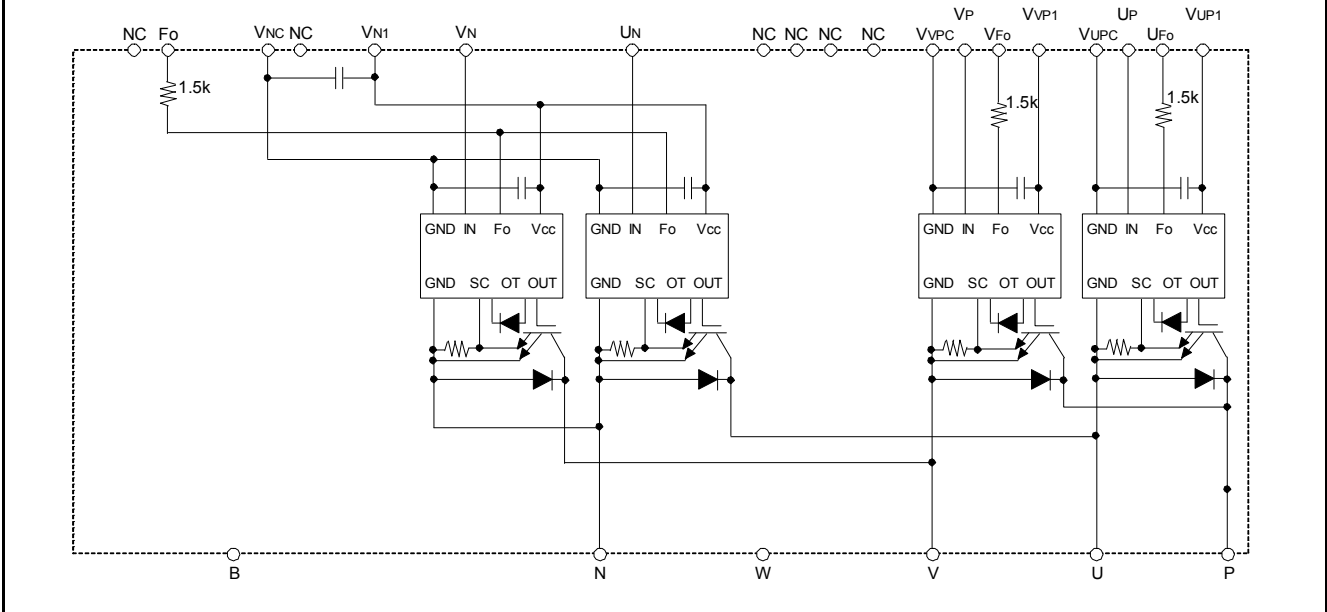 VP VVP1 UP VUP1
NC Fo VNC NC VN1 VN UN NC NC NC NC VVPC VFo VUPC UFo
1.5k 1.5k 1.5k
GND IN Fo Vcc GND IN Fo Vcc GND IN Fo Vcc GND IN Fo Vcc
GND SC OT OUT GND SC OT OUT GND SC OT OUT GND SC OT OUT
B N W V U P